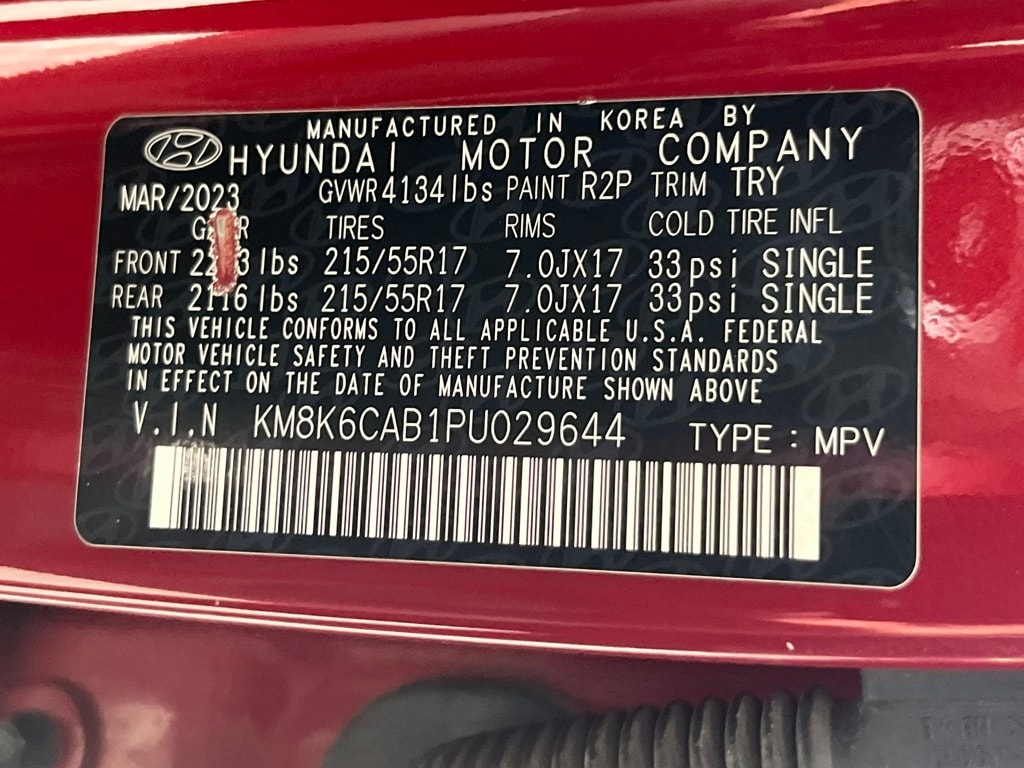 MANUFACTURED IN KOREA BY
HYUNDAI MOTOR COMPANY
MAR/2023 GVWR 4134lbs PAINT R2P TRIM TRY
TIRES RIMS COLD TIRE INFL
FRONT lbs 215/55R17 7.0JX17 33psi SINGLE
REAR 2116 lbs 215/55R17 7.0JX17 33psi SINGLE
THIS VEHICLE CONFORMS TO ALL APPLICABLE U.S.A. FEDERAL
MOTOR VEHICLE SAFETY AND THEFT PREVENTION STANDARDS
IN EFFECT ON THE DATE OF MANUFACTURE SHOWN ABOVE
V.I.N KM8K6CAB1PU029644 TYPE : MPV